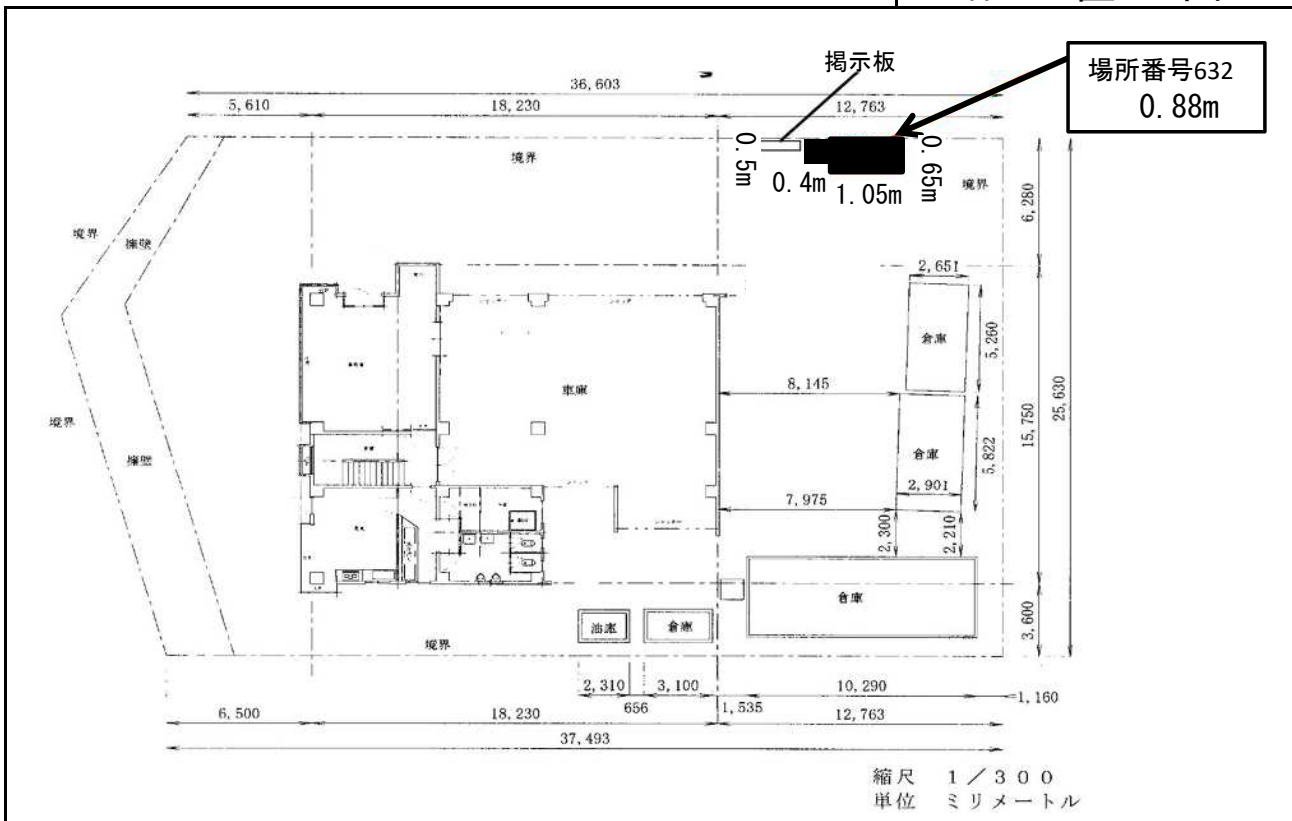 掲示板
場所番号632
0.88m
36,603
5,610
18,230
12,763
境界
0.5m
0.4m
1.05m
0.65m
境界
6,280
境界
擁壁
2,651
倉庫
5,260
車庫
8,145
15,750
25,630
境界
擁壁
倉庫
5,822
2,901
7,975
2,300
2,210
倉庫
3,600
油庫
倉庫
境界
2,310
3,100
10,290
1,160
6,500
18,230
656
1,535
12,763
37,493
縮尺 1/300
単位 ミリメートル